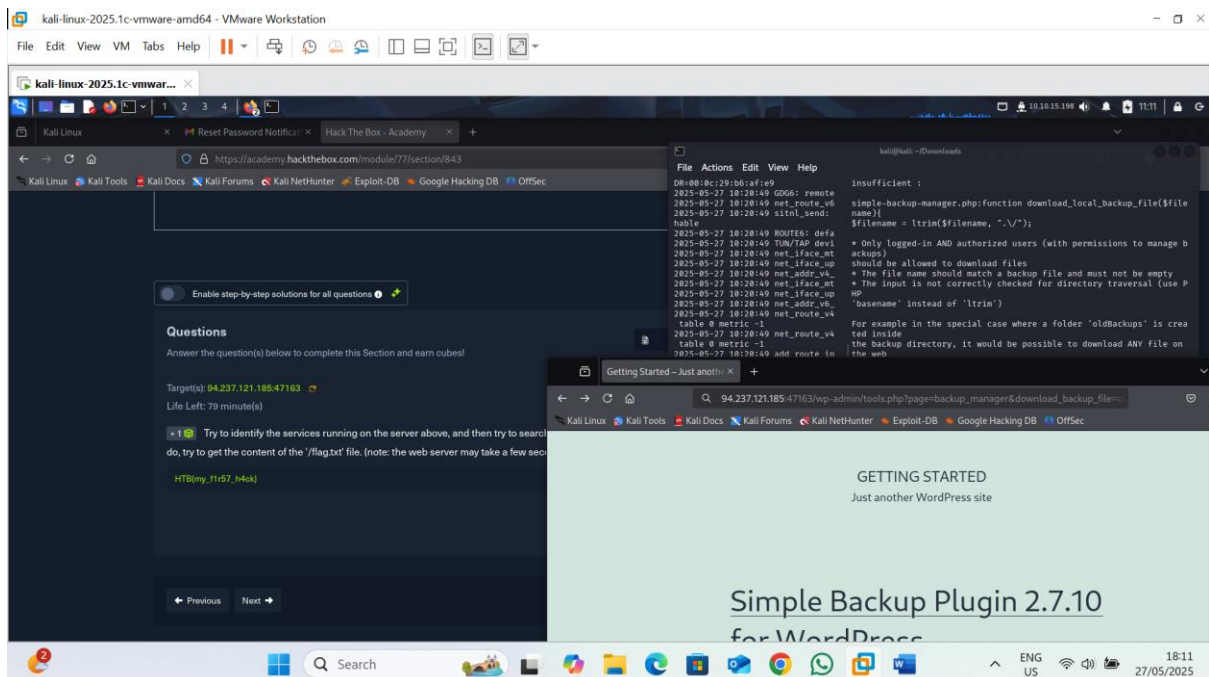 kali-linux-2025.1c-vmware-amd64 - VMware Workstation
File Edit View VM Tabs Help
kali-linux-2025.1c-vmwar...
1 2 3 4
10.10.15.198
11:11
Kali Linux
Reset Password Notificati
Hack The Box - Academy
https://academy.hackthebox.com/module/77/section/843
Kali Linux Kali Tools Kali Docs Kali Forums Kali NetHunter Exploit-DB Google Hacking DB OffSec
Enable step-by-step solutions for all questions
Questions
Answer the question(s) below to complete this Section and earn cubes!
Target(s): 94.237.121.185:47163
Life Left: 79 minute(s)
+ 1 Try to identify the services running on the server above, and then try to searc
do, try to get the content of the '/flag.txt' file. (note: the web server may take a few seco
HTB{my_f1r57_h4ck}
Previous Next
kali@kali: ~/Downloads
File Actions Edit View Help
DR=00:0c:29:b6:af:e9
2025-05-27 10:20:49 GDG6: remote
2025-05-27 10:20:49 net_route_v6
2025-05-27 10:20:49 sitnl_send:
hable
2025-05-27 10:20:49 ROUTE6: defa
2025-05-27 10:20:49 TUN/TAP devi
2025-05-27 10:20:49 net_iface_mt
2025-05-27 10:20:49 net_iface_up
2025-05-27 10:20:49 net_addr_v4_
2025-05-27 10:20:49 net_iface_mt
2025-05-27 10:20:49 net_iface_up
2025-05-27 10:20:49 net_addr_v6_
2025-05-27 10:20:49 net_route_v4
table 0 metric -1
2025-05-27 10:20:49 net_route_v4
table 0 metric -1
2025-05-27 10:20:49 add_route_ip
insufficient :
simple-backup-manager.php:function download_local_backup_file($file
name){
$filename = ltrim($filename, ".\/");
* Only logged-in AND authorized users (with permissions to manage b
ackups)
should be allowed to download files
* The file name should match a backup file and must not be empty
* The input is not correctly checked for directory traversal (use P
HP
'basename' instead of 'ltrim')
For example in the special case where a folder 'oldBackups' is crea
ted inside
the backup directory, it would be possible to download ANY file on
the web
Getting Started – Just anothe
94.237.121.185:47163/wp-admin/tools.php?page=backup_manager&download_backup_file=
Kali Linux Kali Tools Kali Docs Kali Forums Kali NetHunter Exploit-DB Google Hacking DB OffSec
GETTING STARTED
Just another WordPress site
Simple Backup Plugin 2.7.10
for WordPress
2
Search
ENG
US
18:11
27/05/2025